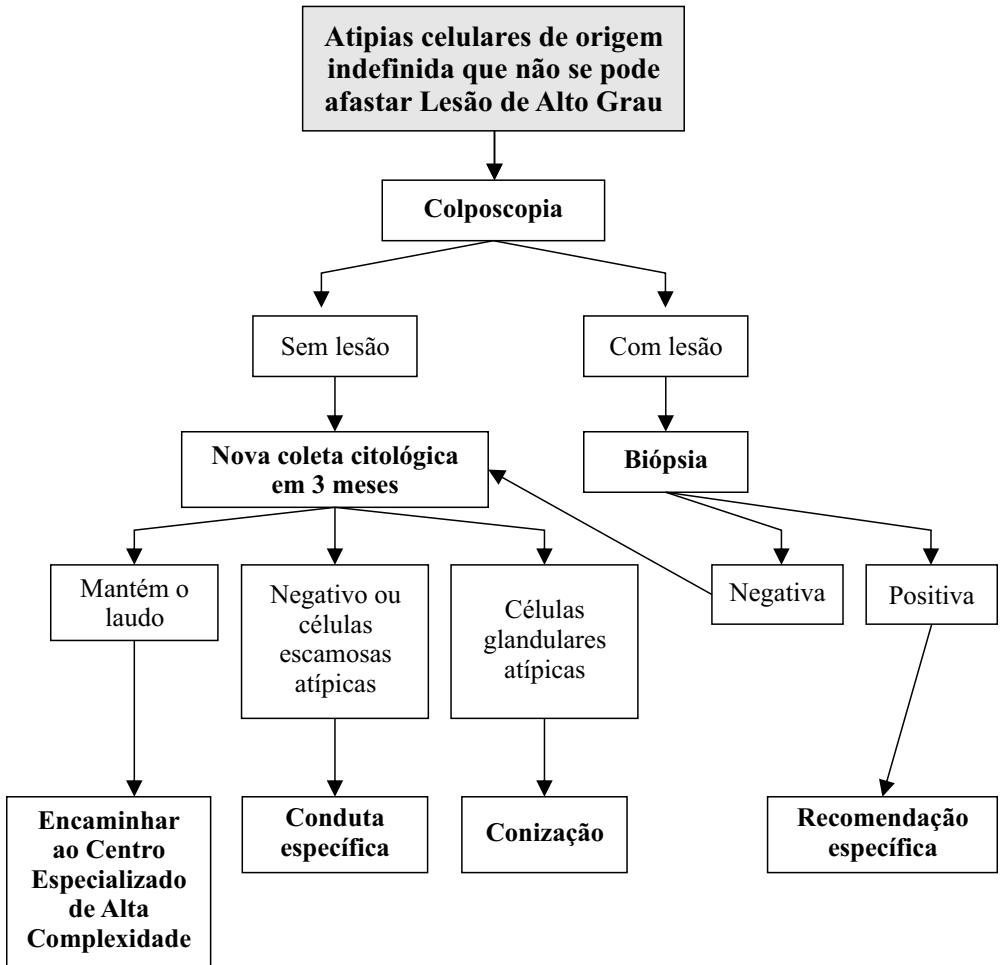 Atipias celulares de origem
indefinida que não se pode
afastar Lesão de Alto Grau
Colposcopia
Sem lesão
Com lesão
Nova coleta citológica
em 3 meses
Biópsia
Mantém o
laudo
Negativo ou
células
escamosas
atípicas
Células
glandulares
atípicas
Negativa
Positiva
Encaminhar
ao Centro
Especializado
de Alta
Complexidade
Conduta
específica
Conização
Recomendação
específica